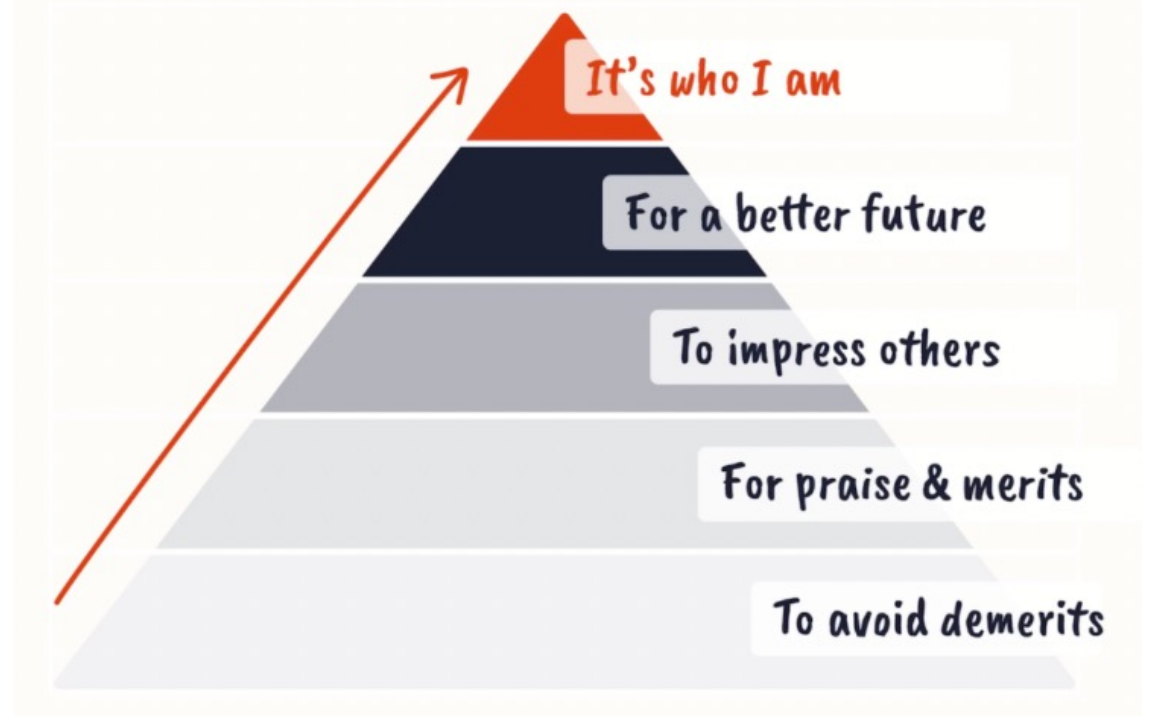 It's who I am
For a better future
To impress others
For praise & merits
To avoid demerits